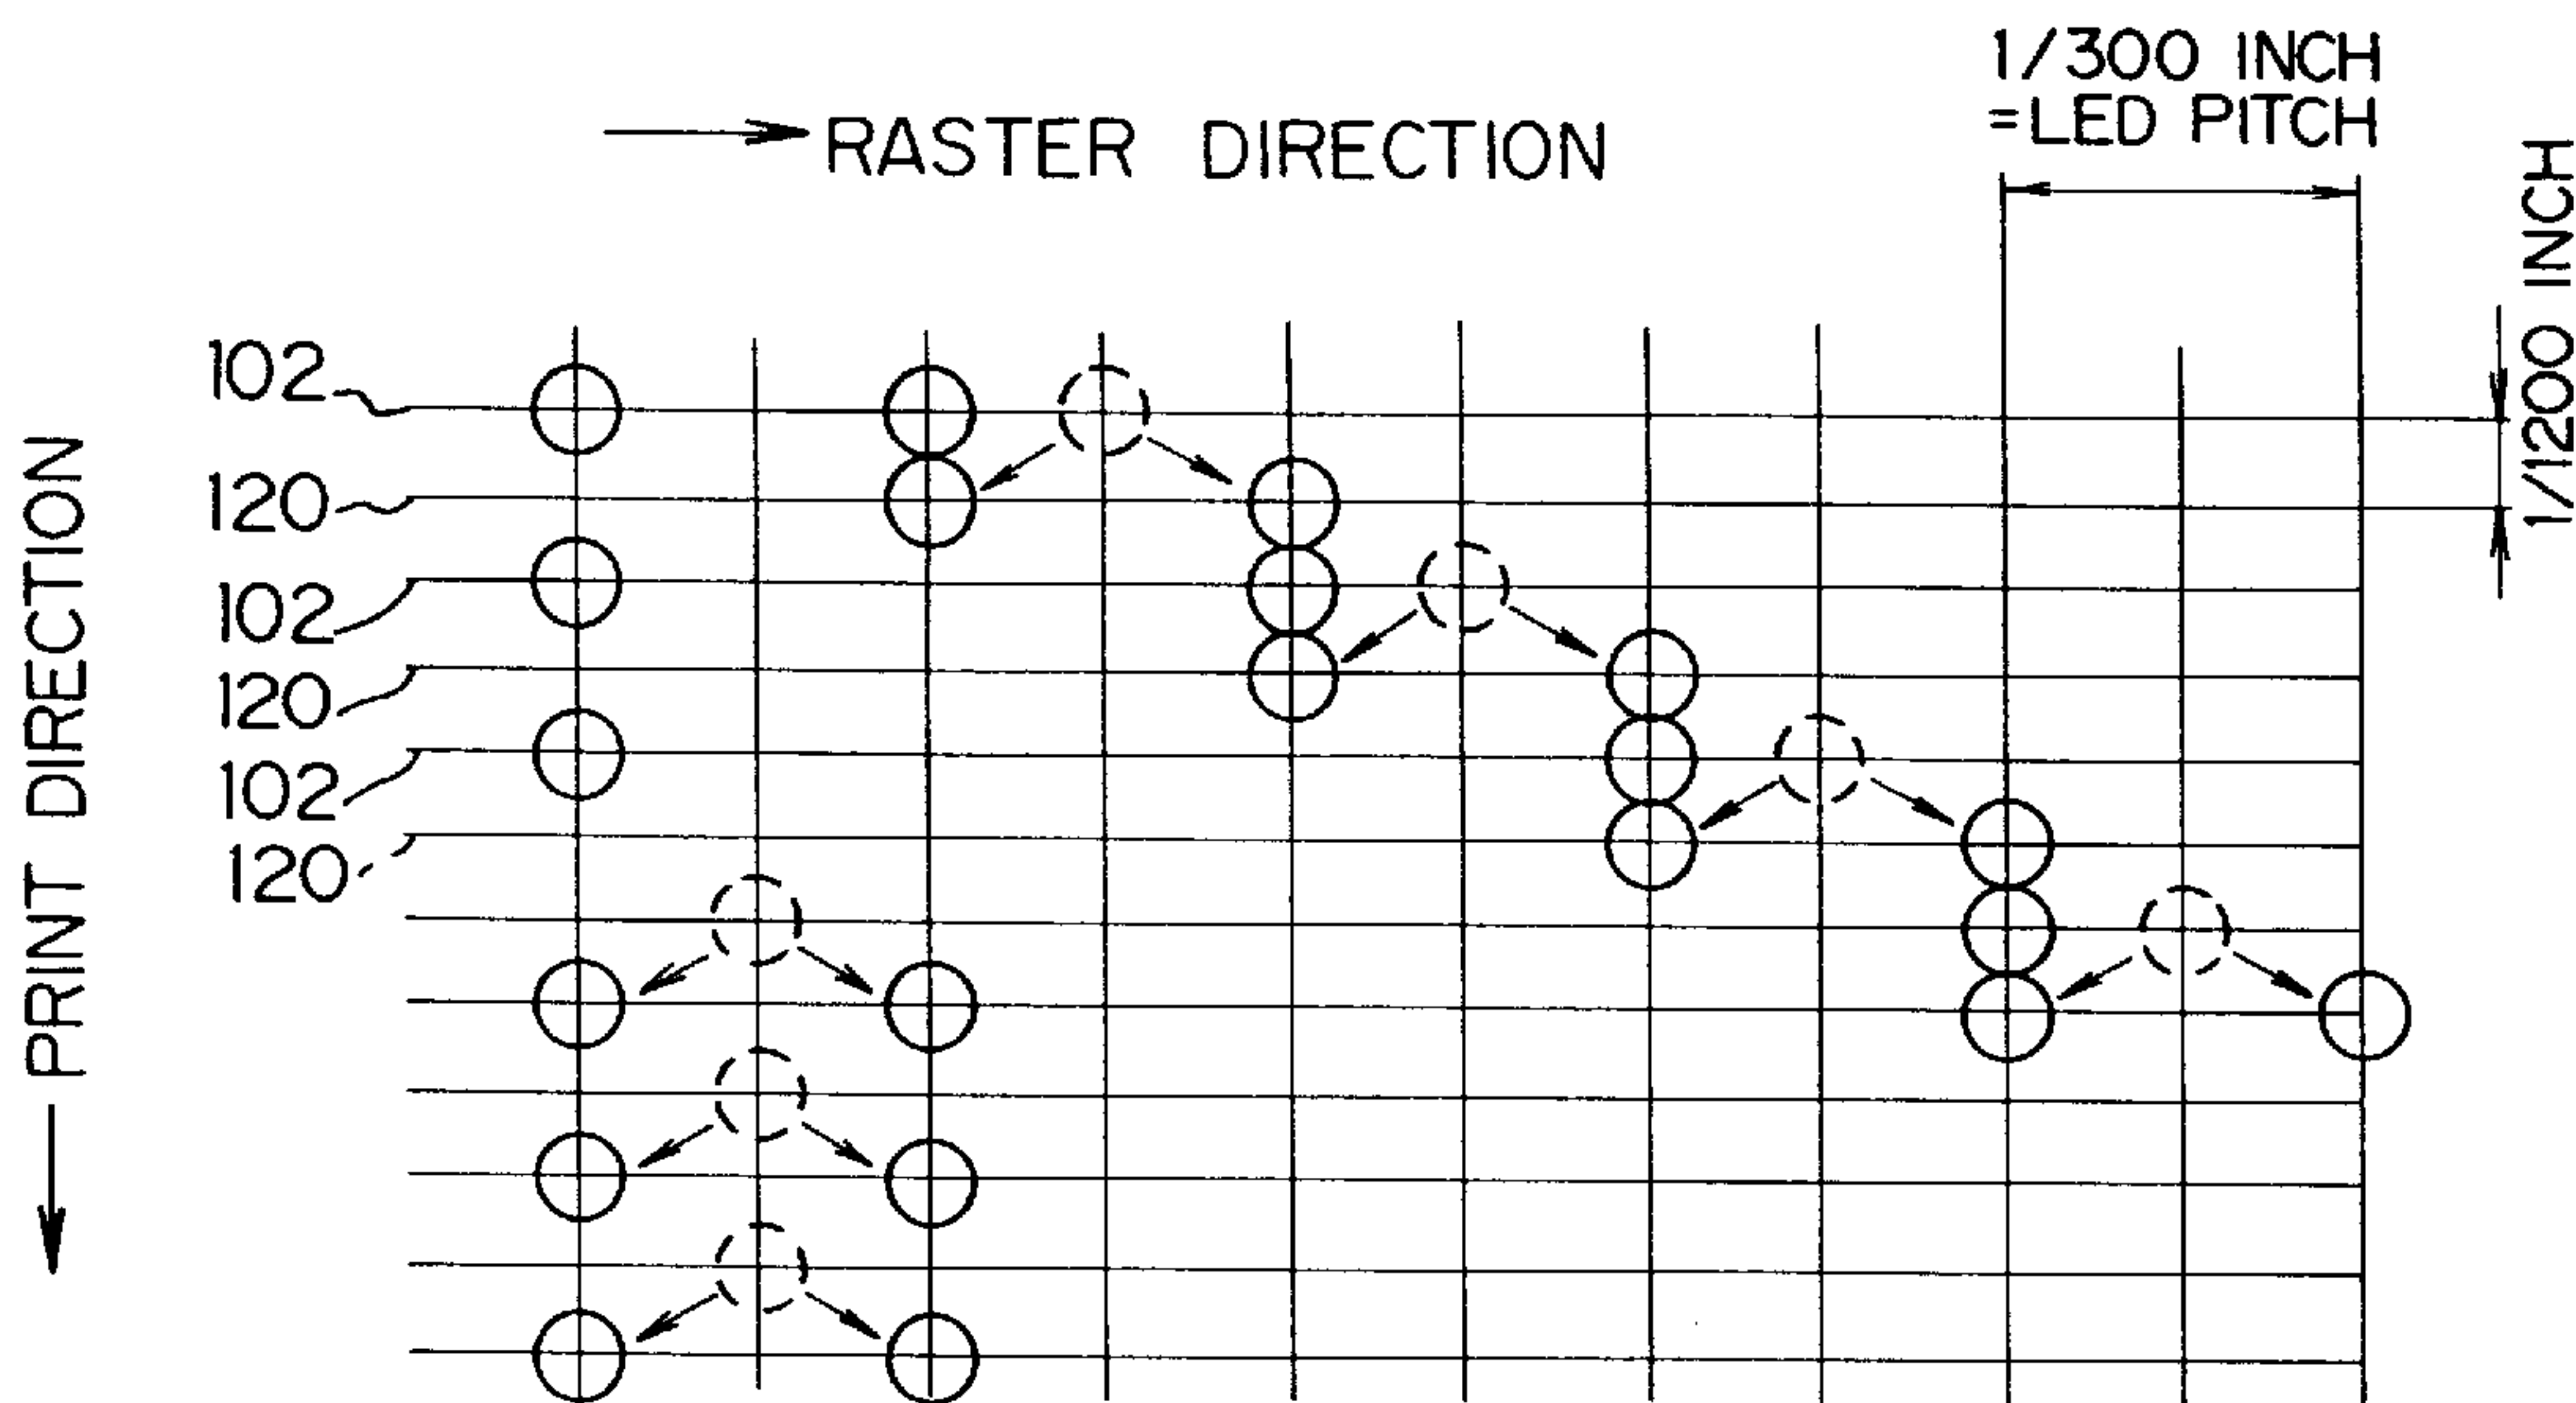 1/300 INCH
=LED PITCH
RASTER DIRECTION
1/1200 INCH
102
120
102
120
102
120
PRINT DIRECTION